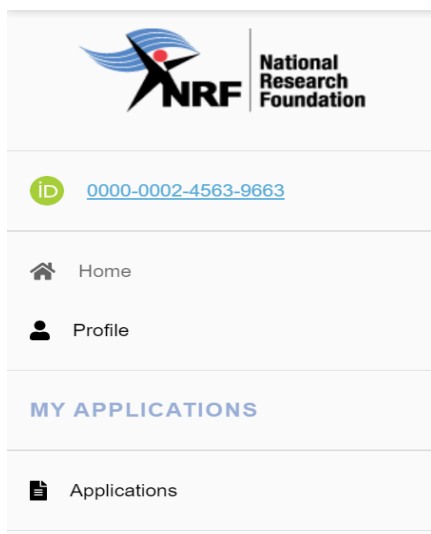 NRF
National
Research
Foundation
iD
0000-0002-4563-9663
Home
Profile
MY APPLICATIONS
Applications